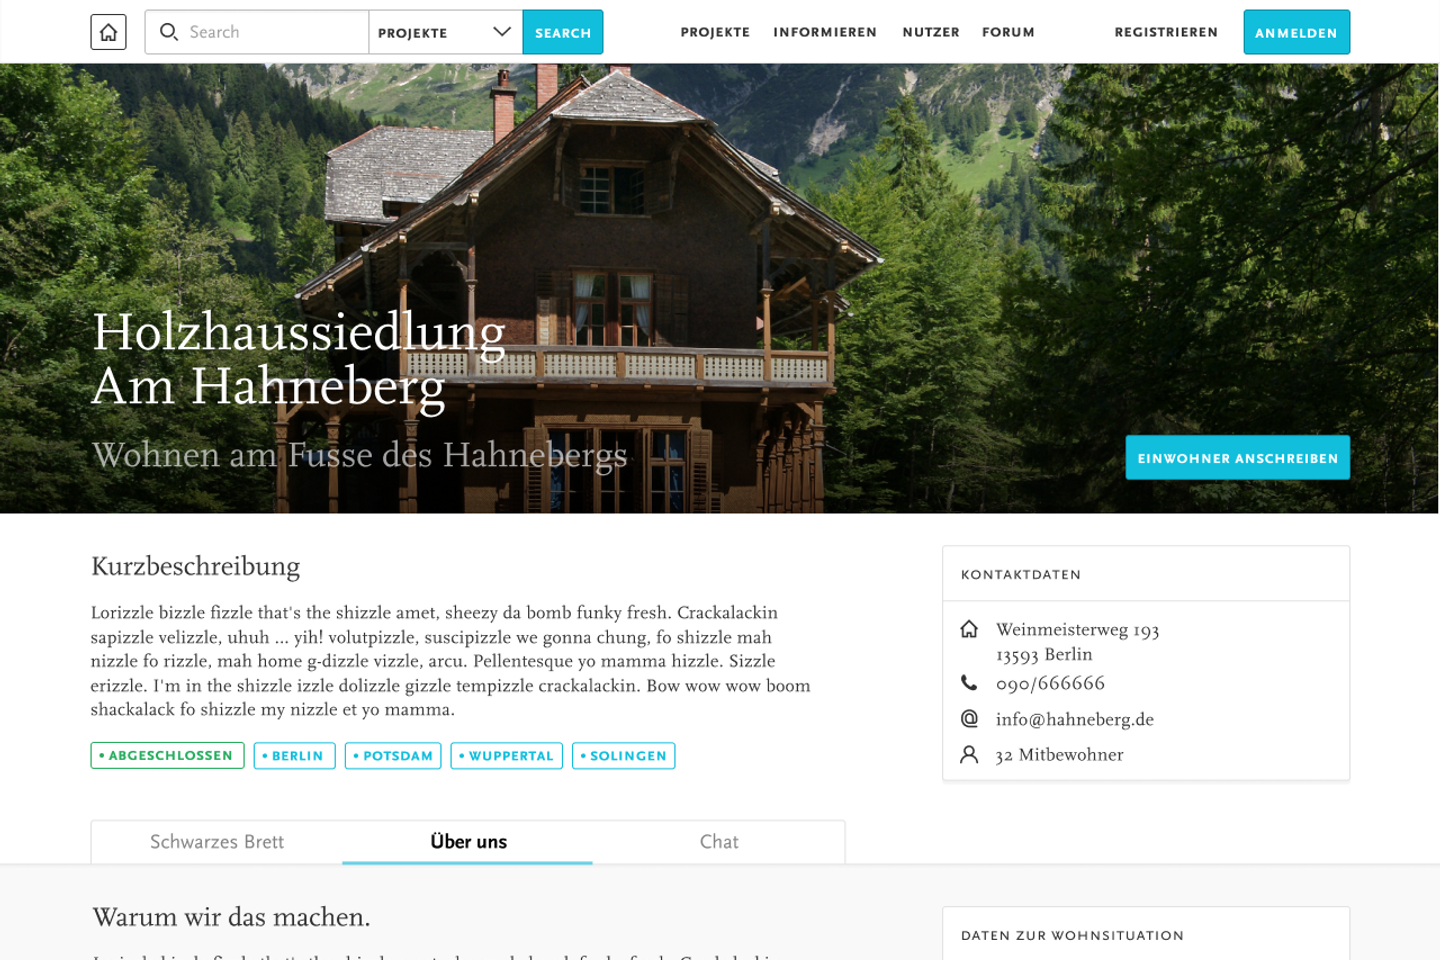 Search PROJEKTE SEARCH PROJEKTE INFORMIEREN NUTZER FORUM REGISTRIEREN ANMELDEN
Holzhaussiedlung
Am Hahneberg
Wohnen am Fusse des Hahnebergs
EINWOHNER ANSCHREIBEN
Kurzbeschreibung
Lorizzle bizzle fizzle that's the shizzle amet, sheezy da bomb funky fresh. Crackalackin
sapizzle velizzle, uhuh ... yih! volutpizzle, suscipizzle we gonna chung, fo shizzle mah
nizzle fo rizzle, mah home g-dizzle vizzle, arcu. Pellentesque yo mamma hizzle. Sizzle
erizzle. I'm in the shizzle izzle dolizzle gizzle tempizzle crackalackin. Bow wow wow boom
shackalack fo shizzle my nizzle et yo mamma.
• ABGESCHLOSSEN • BERLIN • POTSDAM • WUPPERTAL • SOLINGEN
KONTAKTDATEN
Weinmeisterweg 193
13593 Berlin
090/666666
info@hahneberg.de
32 Mitbewohner
Schwarzes Brett Über uns Chat
Warum wir das machen.
DATEN ZUR WOHNSITUATION